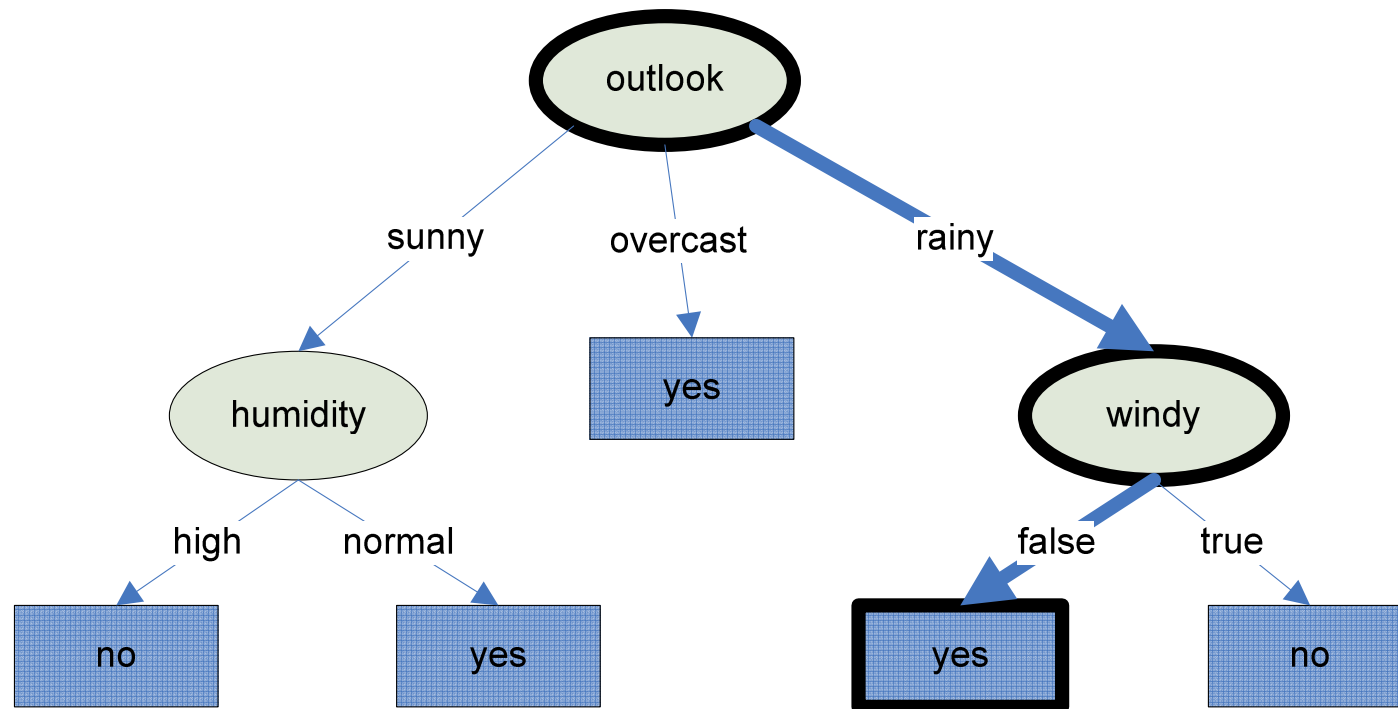 outlook
sunny
overcast
rainy
humidity
yes
windy
high
normal
false
true
no
yes
yes
no